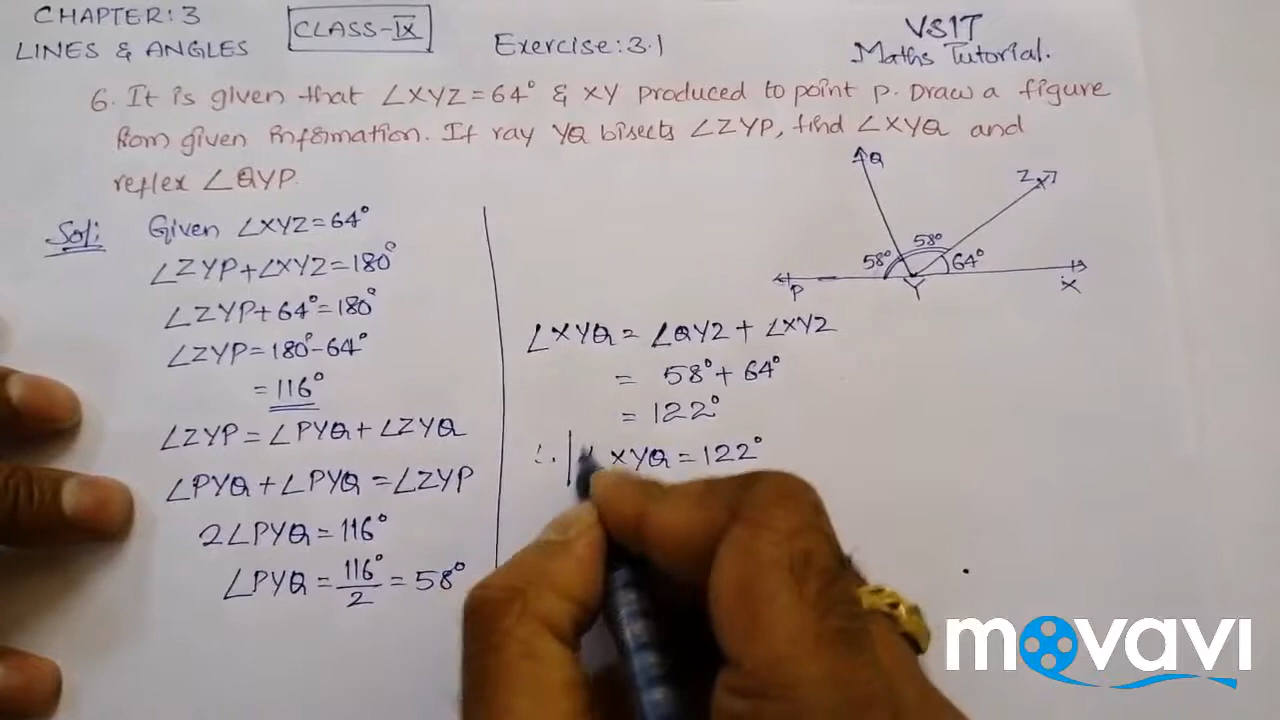 CHAPTER: 3
LINES & ANGLES
CLASS-IX
Exercise: 3.1
VSIT
Maths Tutorial.
6. It is given that ∠XYZ = 64° & XY produced to point P. Draw a figure
from given information. If ray YQ bisects ∠ZYP, find ∠XYQ and
reflex ∠QYP.
Sol:
Given ∠XYZ = 64°
∠ZYP + ∠XYZ = 180°
∠ZYP + 64° = 180°
∠ZYP = 180° - 64°
= 116°
∠ZYP = ∠PYQ + ∠ZYQ
∠PYQ + ∠PYQ = ∠ZYP
2∠PYQ = 116°
∠PYQ = 116°/2 = 58°
Q
Z
58°
58°
64°
P
Y
X
∠XYQ = ∠QYZ + ∠XYZ
= 58° + 64°
= 122°
∴ ∠XYQ = 122°
movavi